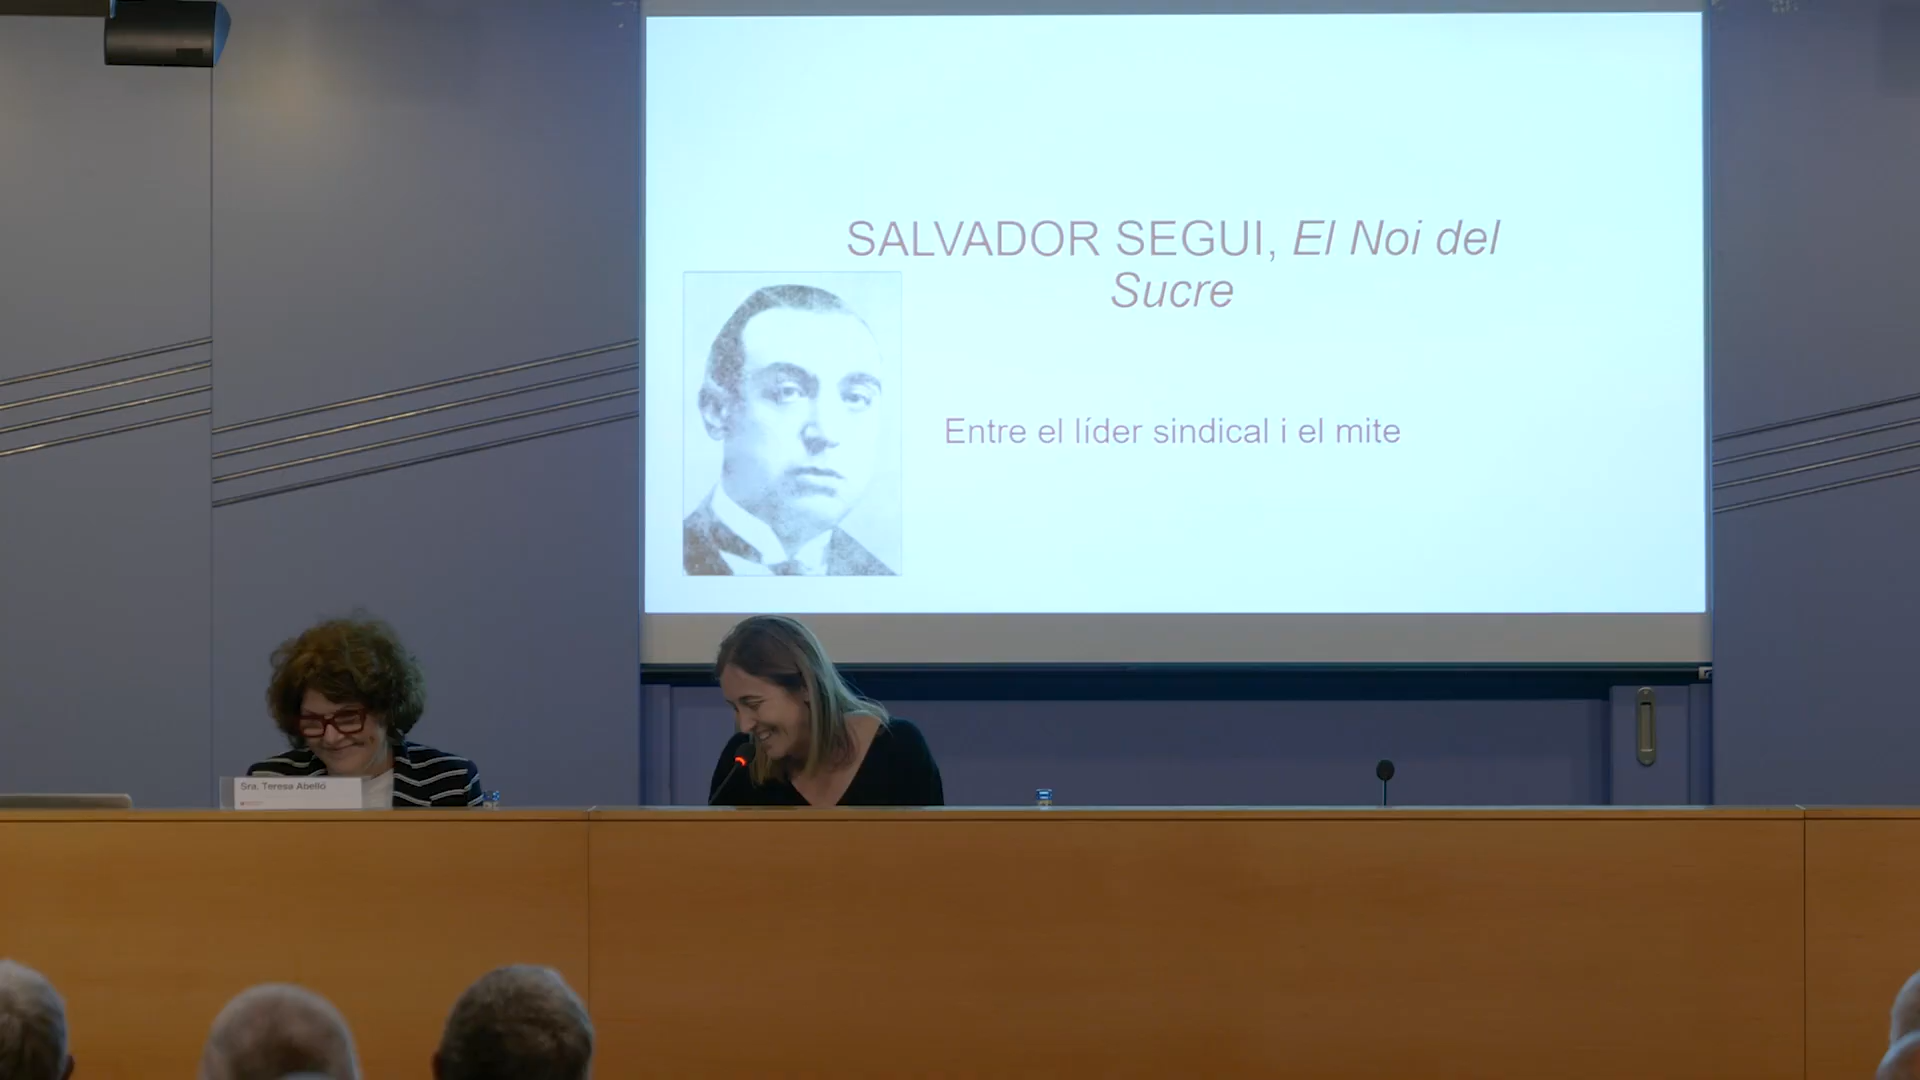 SALVADOR SEGUI, El Noi del
Sucre
Entre el líder sindical i el mite
Sra. Teresa Abelló